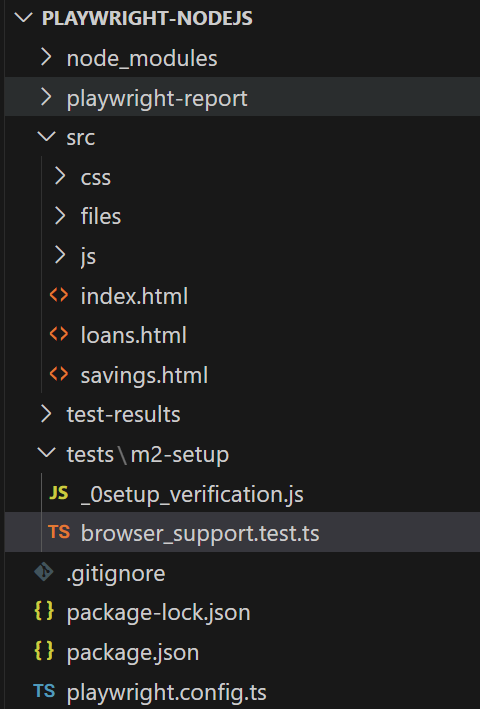 PLAYWRIGHT-NODEJS
node_modules
playwright-report
src
css
files
js
index.html
loans.html
savings.html
test-results
tests\m2-setup
JS _0setup_verification.js
TS browser_support.test.ts
.gitignore
{ } package-lock.json
{ } package.json
TS playwright.config.ts